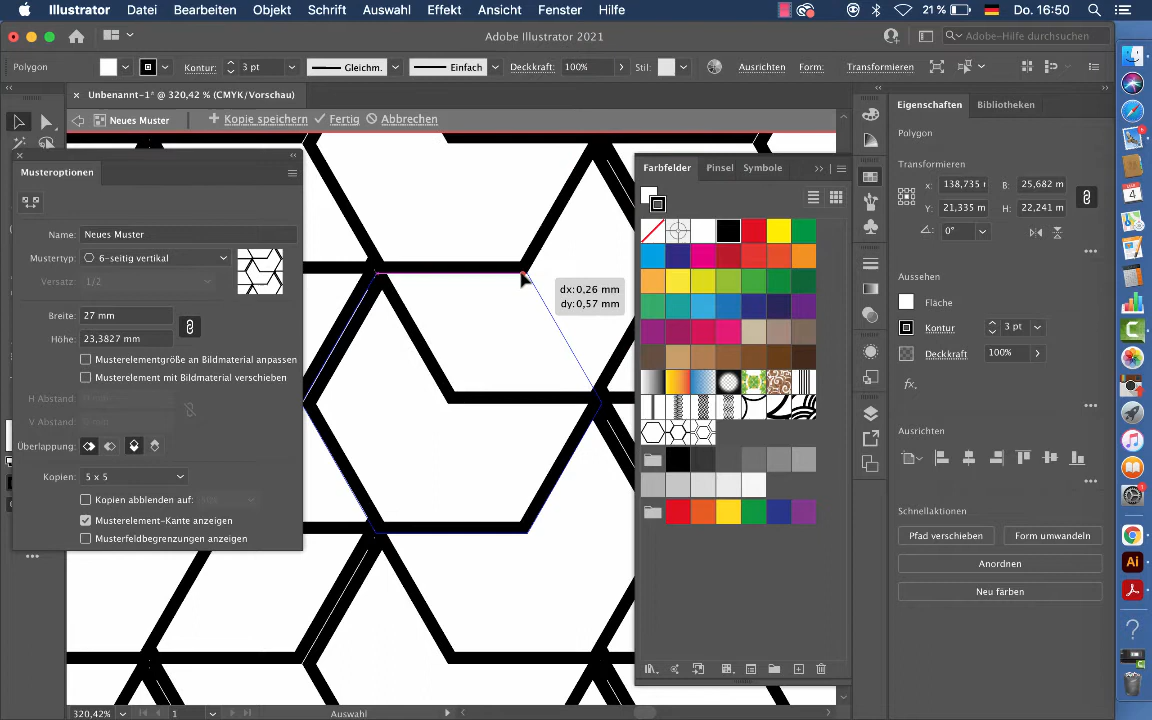 Illustrator Datei Bearbeiten Objekt Schrift Auswahl Effekt Ansicht Fenster Hilfe 21 % Do. 16:50
Adobe Illustrator 2021
Adobe-Hilfe durchsuchen
Polygon Kontur: 3 pt Gleichm. Einfach Deckkraft: 100% Stil: Ausrichten Form: Transformieren
× Unbenannt-1* @ 320,42 % (CMYK/Vorschau)
Neues Muster Kopie speichern Fertig Abbrechen
Eigenschaften Bibliotheken
Polygon
Transformieren
x: 138,735 B: 25,682 m
Y: 21,335 m H: 22,241 m
0°
Aussehen
Fläche
Kontur 3 pt
Deckkraft 100%
fx,
Ausrichten
Schnellaktionen
Pfad verschieben Form umwandeln
Anordnen
Neu färben
Musteroptionen
Name: Neues Muster
Mustertyp: 6-seitig vertikal
Versatz: 1/2
Breite: 27 mm
Höhe: 23,3827 mm
Musterelementgröße an Bildmaterial anpassen
Musterelement mit Bildmaterial verschieben
H Abstand
V Abstand
Überlappung:
Kopien: 5 x 5
Kopien abblenden auf:
Musterelement-Kante anzeigen
Musterfeldbegrenzungen anzeigen
dx: 0,26 mm
dy: 0,57 mm
Farbfelder Pinsel Symbole
320,42% 1 Auswahl